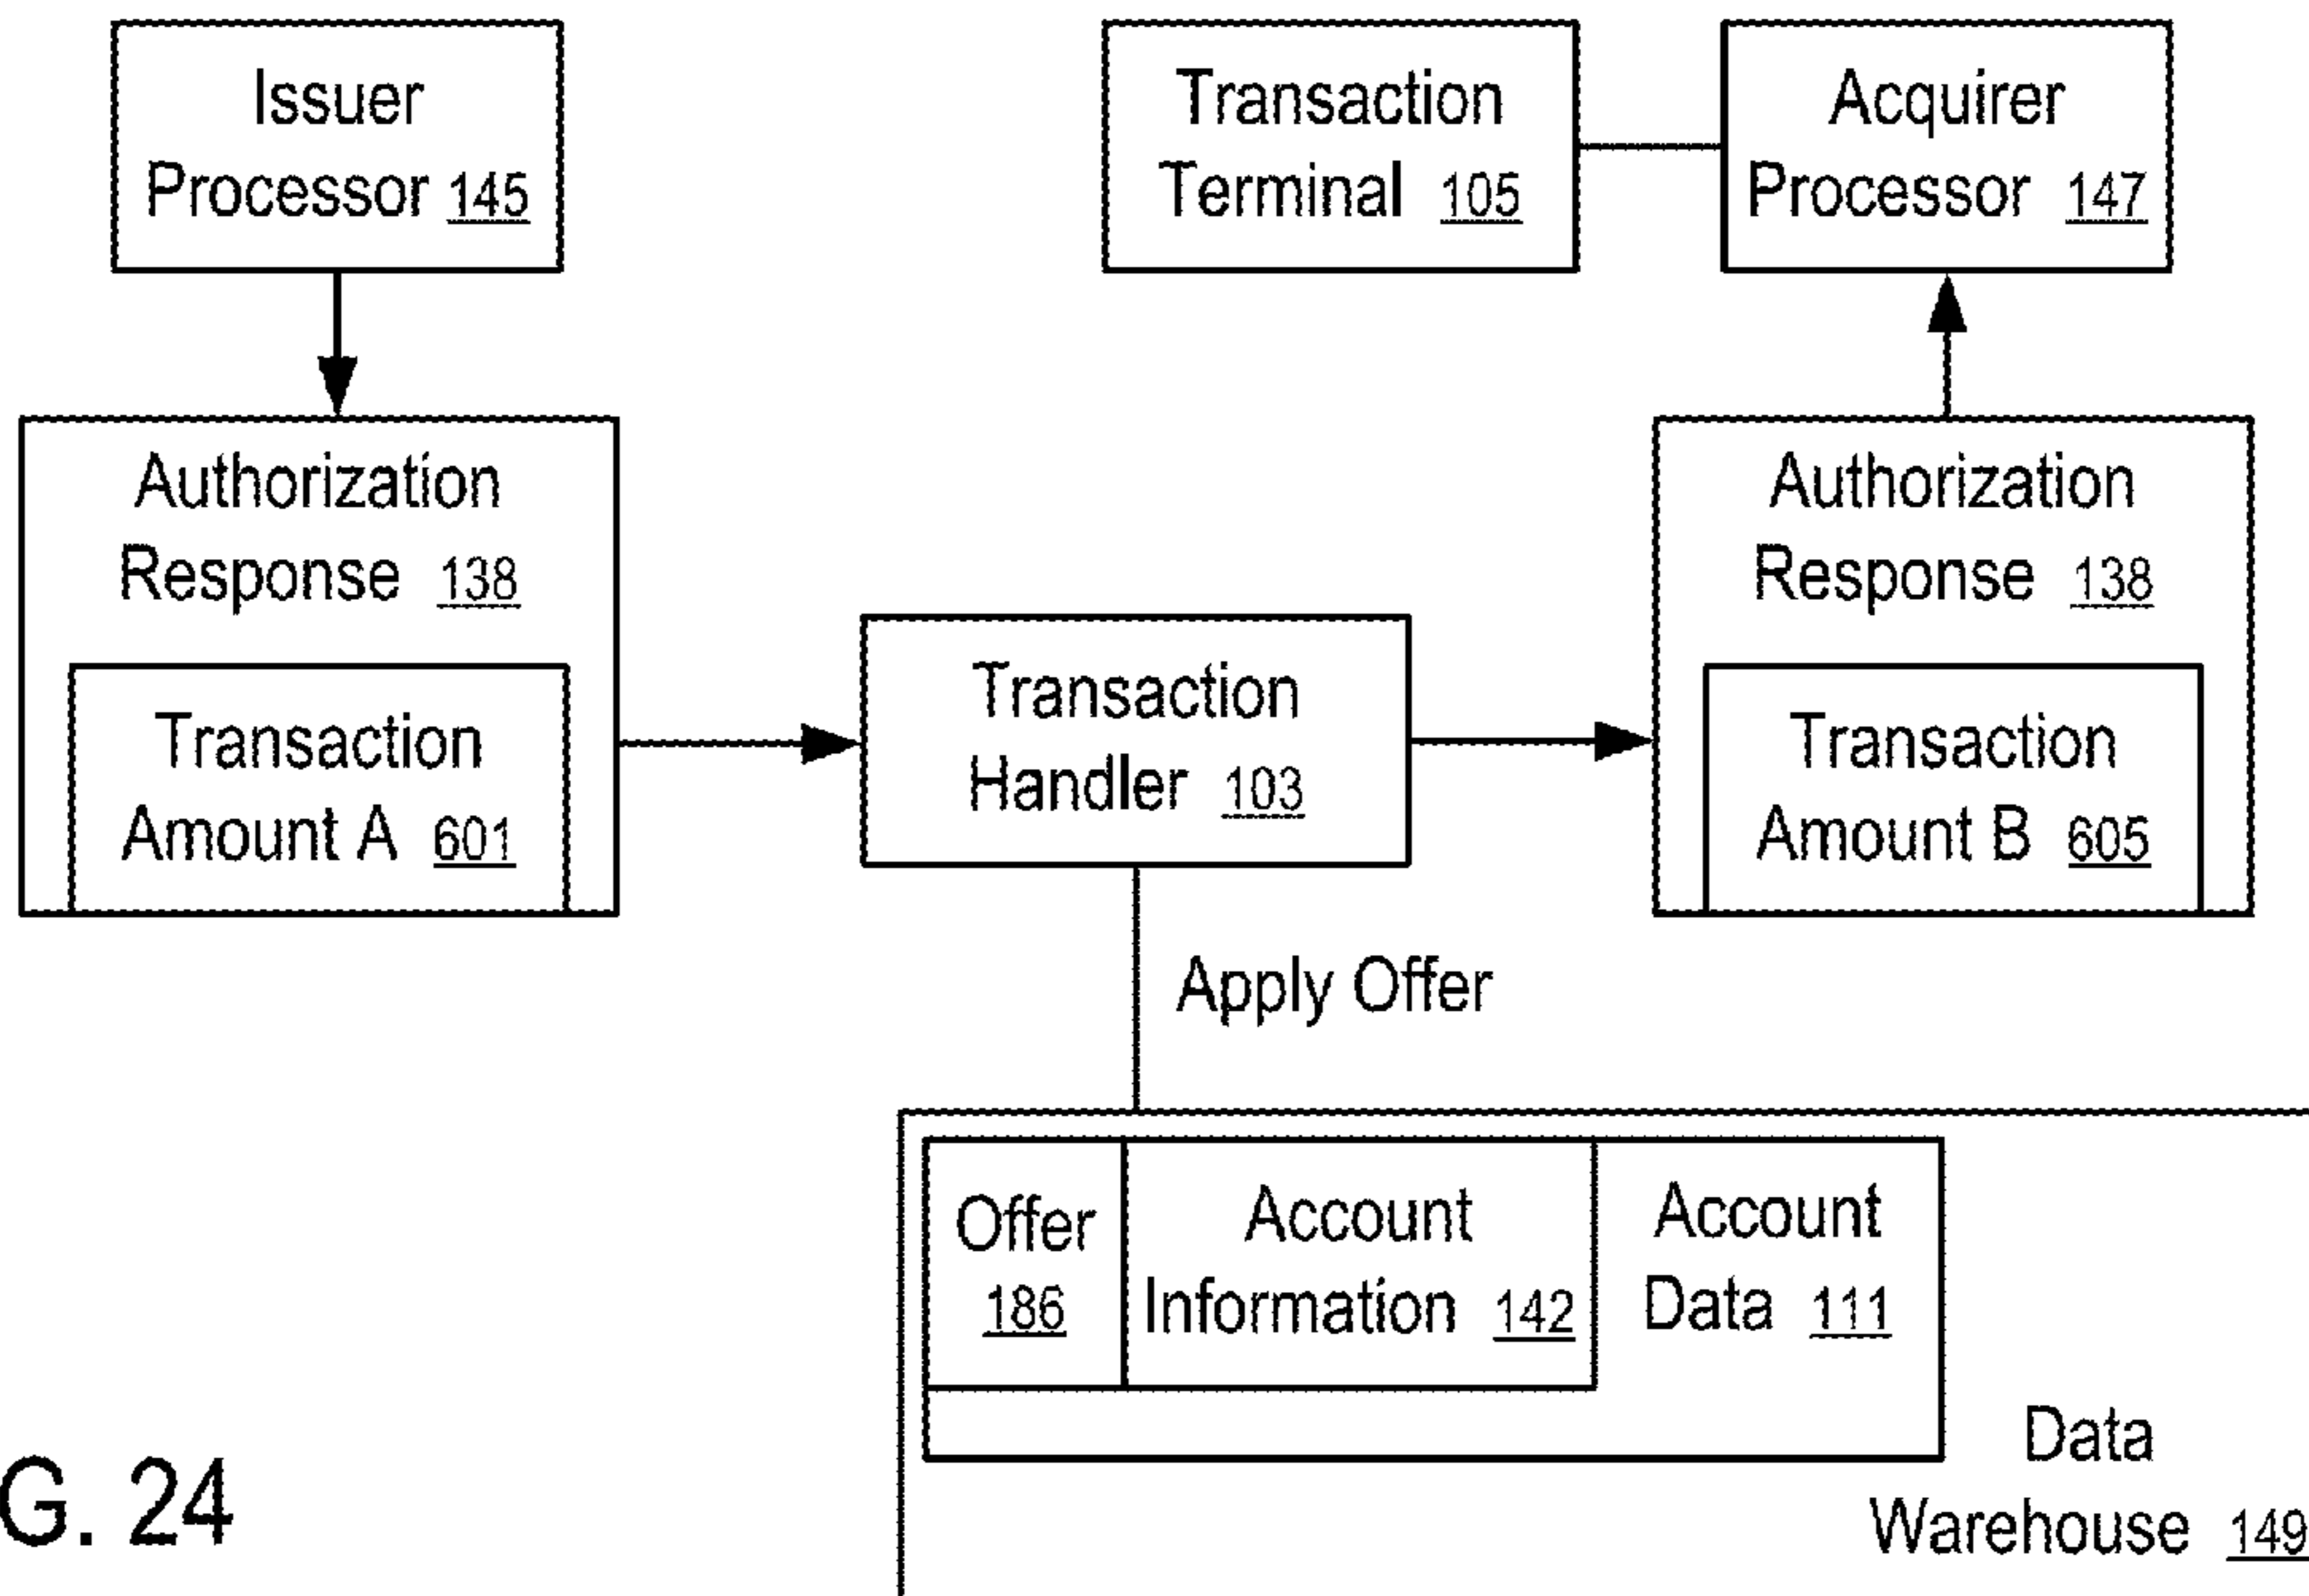 Issuer
Processor 145
Transaction
Terminal 105
Acquirer
Processor 147
Authorization
Response 138
Transaction
Amount A 601
Transaction
Handler 103
Authorization
Response 138
Transaction
Amount B 605
Apply Offer
Offer
186
Account
Information 142
Account
Data 111
Data
Warehouse 149
G. 24